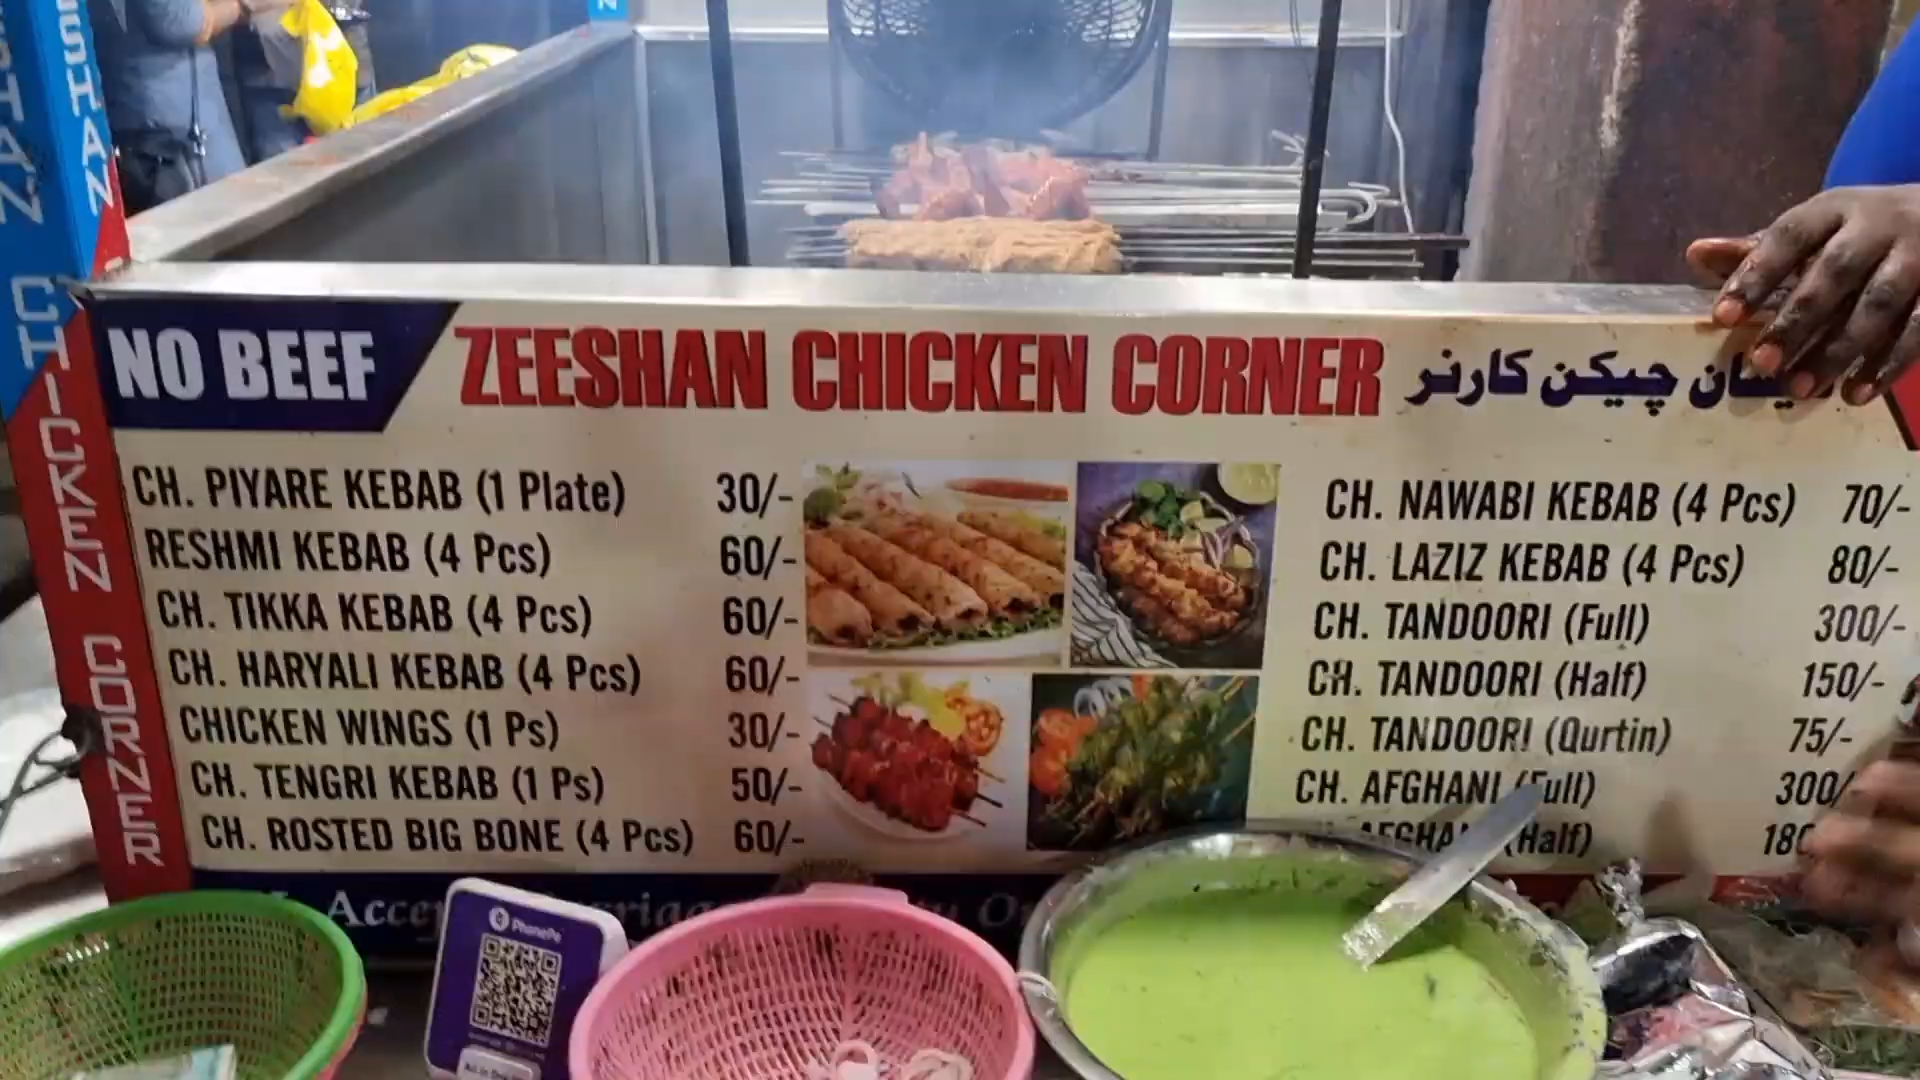 ZEESHAN CHICKEN CORNER
NO BEEF
ZEESHAN CHICKEN CORNER
چیکن کارنر
CH. PIYARE KEBAB (1 Plate) 30/-
RESHMI KEBAB (4 Pcs) 60/-
CH. TIKKA KEBAB (4 Pcs) 60/-
CH. HARYALI KEBAB (4 Pcs) 60/-
CHICKEN WINGS (1 Ps) 30/-
CH. TENGRI KEBAB (1 Ps) 50/-
CH. ROSTED BIG BONE (4 Pcs) 60/-
CH. NAWABI KEBAB (4 Pcs) 70/-
CH. LAZIZ KEBAB (4 Pcs) 80/-
CH. TANDOORI (Full) 300/-
CH. TANDOORI (Half) 150/-
CH. TANDOORI (Qurtin) 75/-
CH. AFGHANI (Full) 300/
(Half)
PhonePe